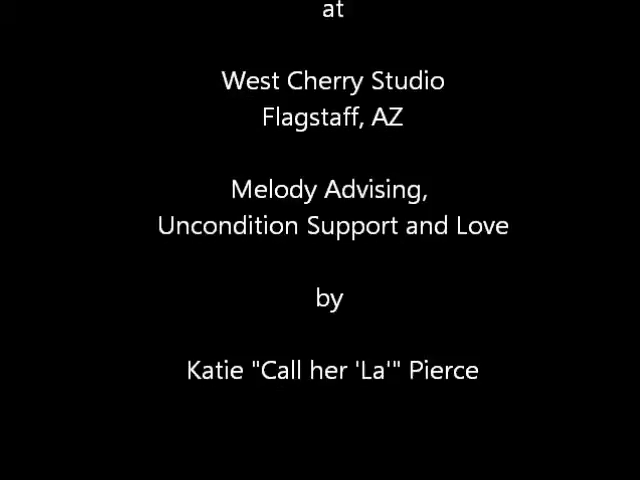 at
West Cherry Studio
Flagstaff, AZ
Melody Advising,
Uncondition Support and Love
by
Katie "Call her 'La'" Pierce